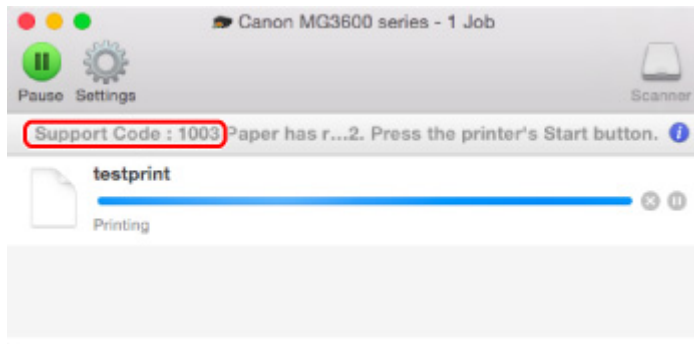 Canon MG3600 series - 1 Job
Pause Settings Scanner
Support Code : 1003 Paper has r...2. Press the printer's Start button.
testprint
Printing